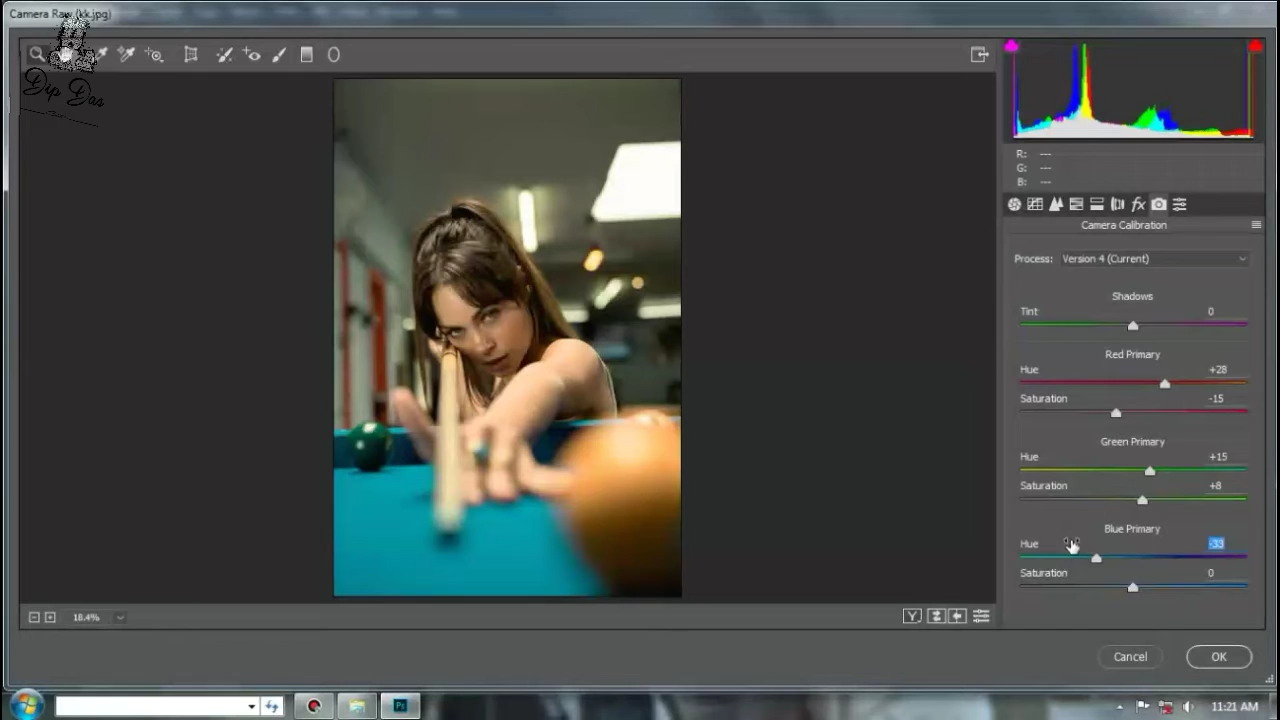 Camera Raw (kk.jpg)
Dip Das
R: ---
G: ---
B: ---
fx
Camera Calibration
Process: Version 4 (Current)
Shadows
Tint 0
Red Primary
Hue +28
Saturation -15
Green Primary
Hue +15
Saturation +8
Blue Primary
Hue -33
Saturation 0
18.4%
Y
Cancel
OK
Ps
11:21 AM